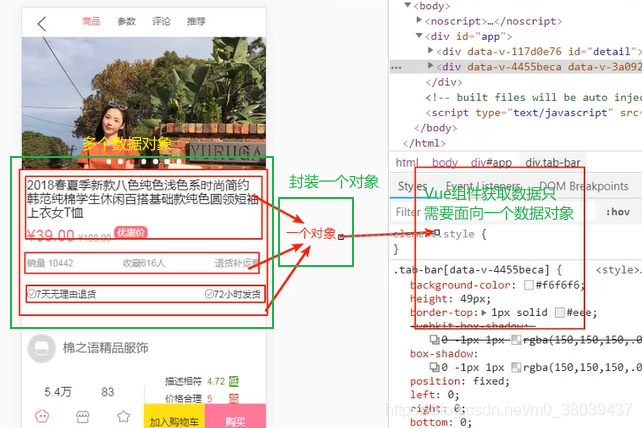 商品 参数 评论 推荐
YURUGA
多个数据对象
2018春夏季新款八色纯色浅色系时尚简约
韩范纯棉学生休闲百搭基础款纯色圆领短袖
上衣女T恤
¥39.00 优惠价
销量 10442 收藏616人 退货补运费
7天无理由退货 72小时发货
棉之语精品服饰
描述相符 4.72 低
5.4万 83
价格合理 5
加入购物车 购买
封装一个对象
一个对象
<body>
<noscript>…</noscript>
<div id="app">
<div data-v-117d0e76 id="detail">
<div data-v-4455beca data-v-3a092
</div>
<!-- built files will be auto injec
<script type="text/javascript" src=
</body>
</html>
html body div#app div.tab-bar
Styles Event Listeners DOM Breakpoints
Vue组件获取数据只
需要面向一个数据对象
Filter :hov
element.style {
}
.tab-bar[data-v-4455beca] { <style>…
background-color: #f6f6f6;
height: 49px;
border-top: 1px solid #eee;
-webkit-box-shadow:
0 -1px 1px rgba(150,150,150,.0
box-shadow:
0 -1px 1px rgba(150,150,150,.0
position: fixed;
left: 0;
right: 0;
bottom: 0;
https://blog.csdn.net/m0_38039437